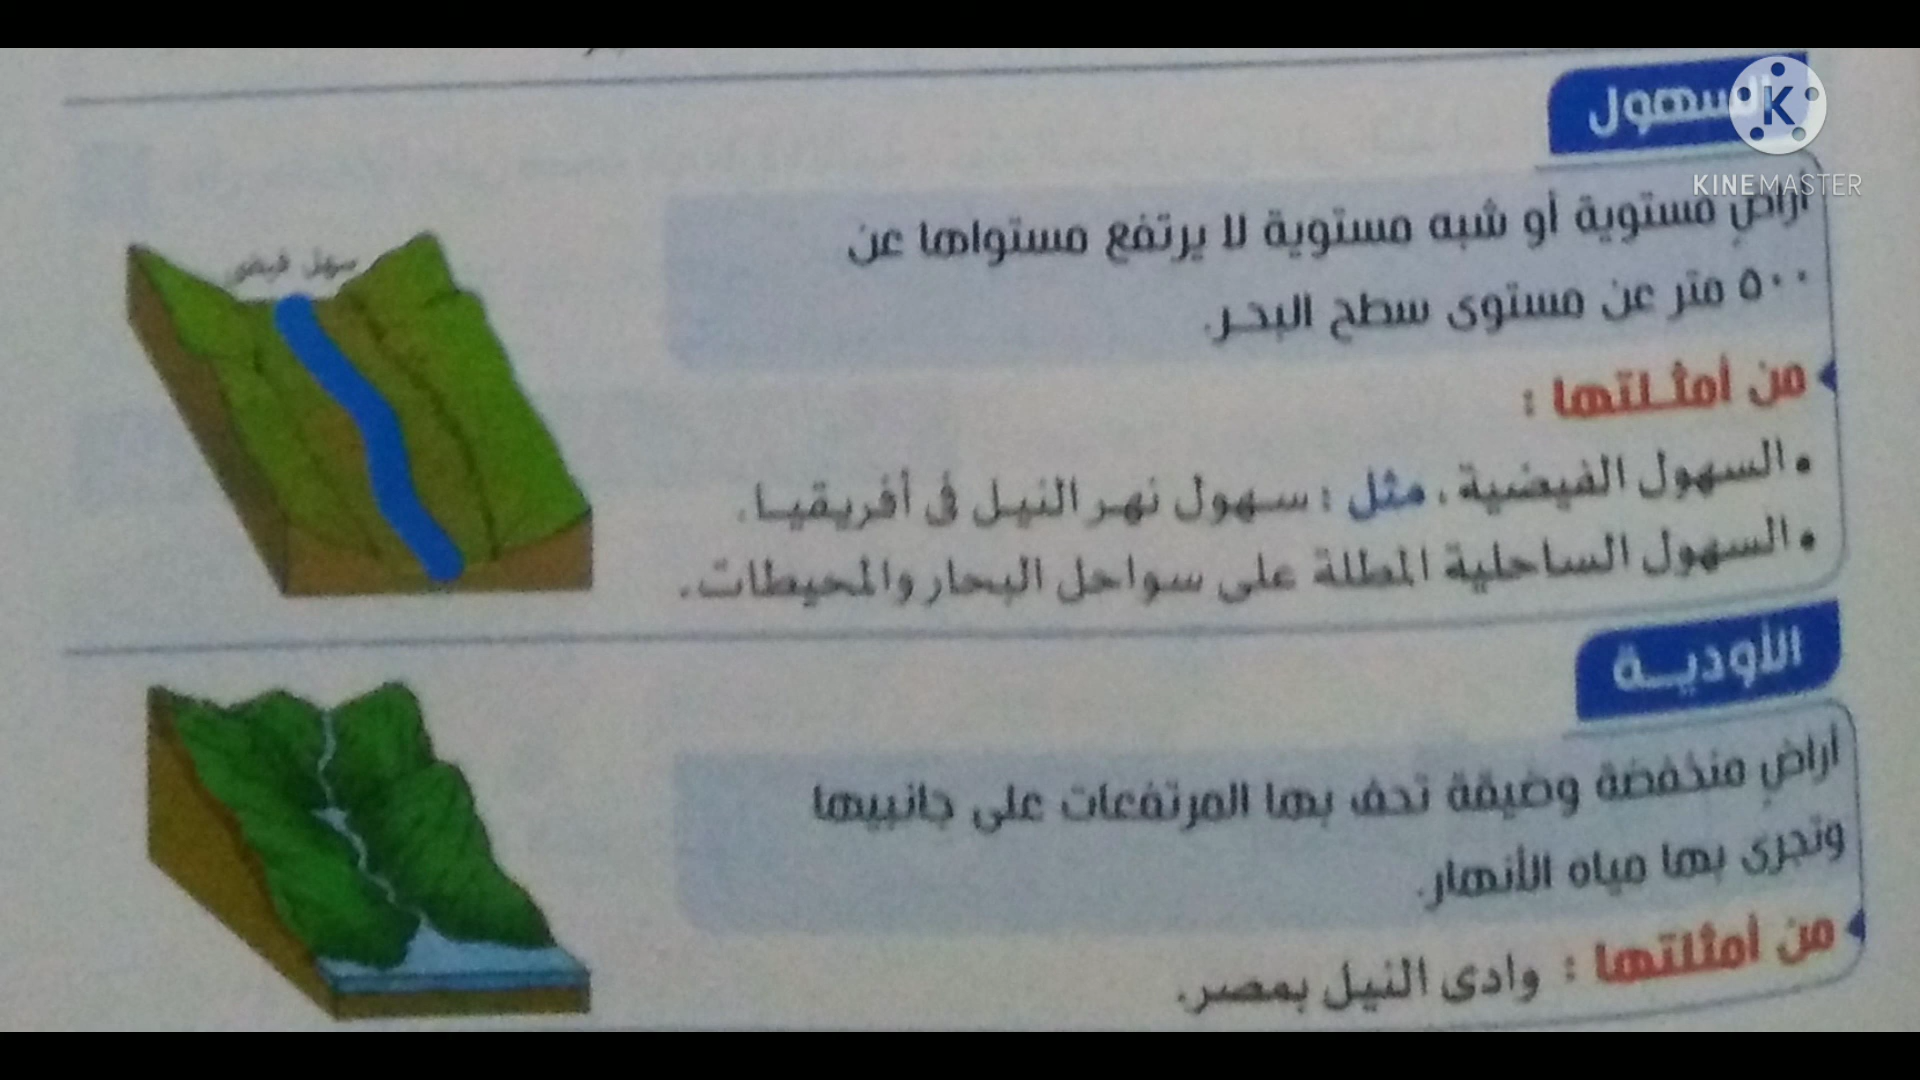 السهول
K
KINEMASTER
أراضٍ مستوية أو شبه مستوية لا يرتفع مستواها عن
٥٠٠ متر عن مستوى سطح البحر.
من أمثلتها :
• السهول الفيضية ، مثل : سهول نهر النيل فى أفريقيا.
• السهول الساحلية المطلة على سواحل البحار والمحيطات.
سهل فيضى
الأودية
أراضٍ منخفضة وضيقة تحف بها المرتفعات على جانبيها
وتجرى بها مياه الأنهار.
من أمثلتها : وادى النيل بمصر.